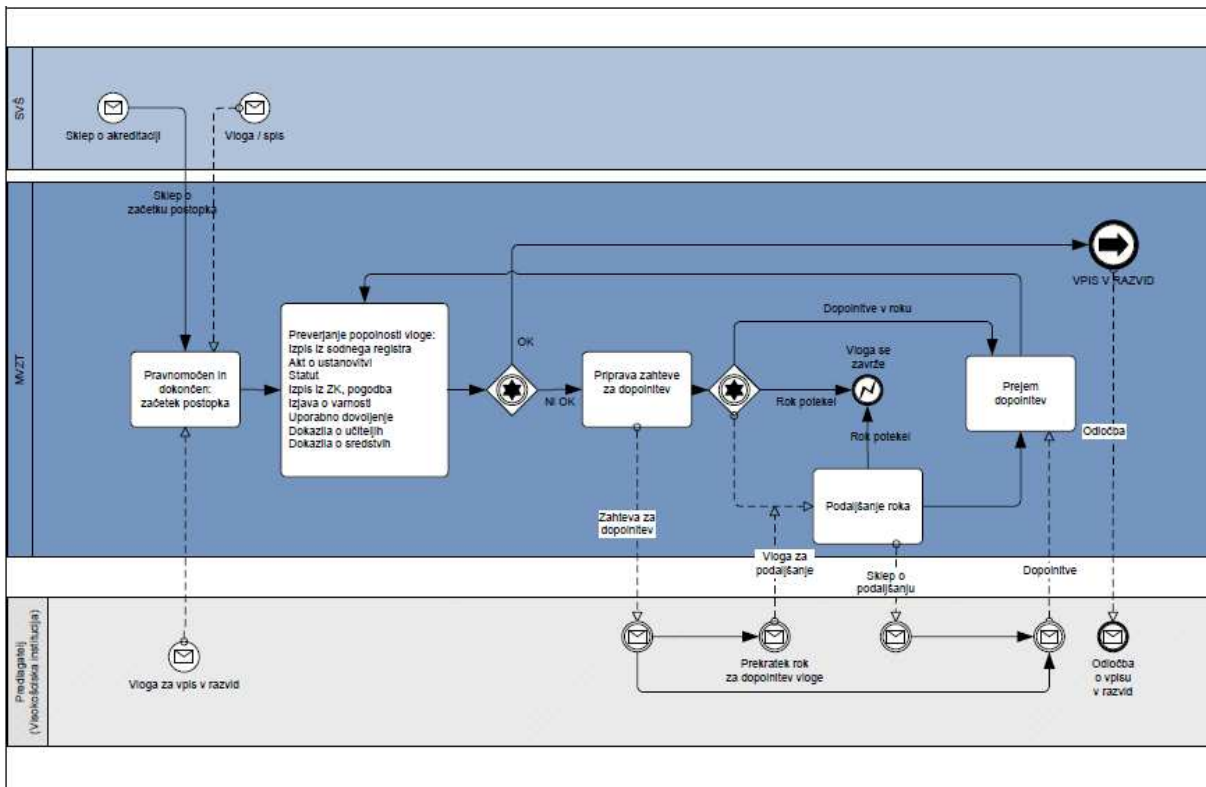 SVŠ
Sklep o akreditaciji
Vloga / spis
MVZT
Sklep o
začetku postopka
Pravnomočen in
dokončen:
začetek postopka
Preverjanje popolnosti vloge:
Izpis iz sodnega registra
Akt o ustanovitvi
Statut
Izpis iz ZK, pogodba
Izjava o varnosti
Uporabno dovoljenje
Dokazila o učiteljih
Dokazila o sredstvih
OK
NI OK
Priprava zahteve
za dopolnitev
Dopolnitve v roku
Vloga se
zavrže
Rok potekel
Rok potekel
Prejem
dopolnitev
VPIS V RAZVID
Odločba
Podaljšanje roka
Zahteva za
dopolnitev
Vloga za
podaljšanje
Sklep o
podaljšanju
Dopolnitve
Predlagatelj
(Visokošolska institucija)
Vloga za vpis v razvid
Prekratek rok
za dopolnitev vloge
Odločba
o vpisu
v razvid